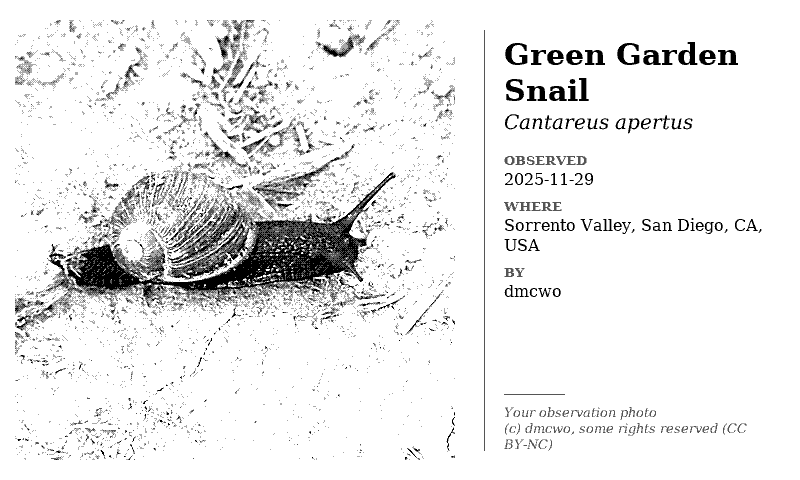 Green Garden
Snail
Cantareus apertus
OBSERVED
2025-11-29
WHERE
Sorrento Valley, San Diego, CA,
USA
BY
dmcwo
Your observation photo
(c) dmcwo, some rights reserved (CC
BY-NC)